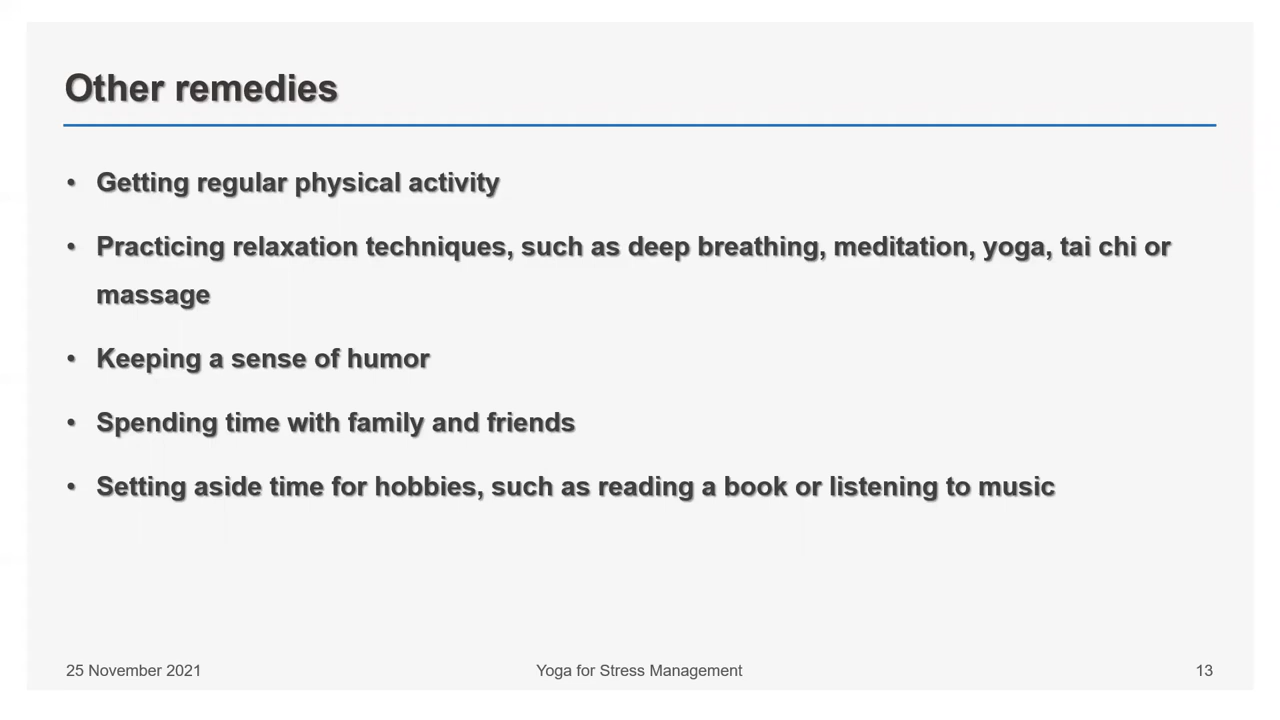 Other remedies
• Getting regular physical activity
• Practicing relaxation techniques, such as deep breathing, meditation, yoga, tai chi or
massage
• Keeping a sense of humor
• Spending time with family and friends
• Setting aside time for hobbies, such as reading a book or listening to music
25 November 2021
Yoga for Stress Management
13